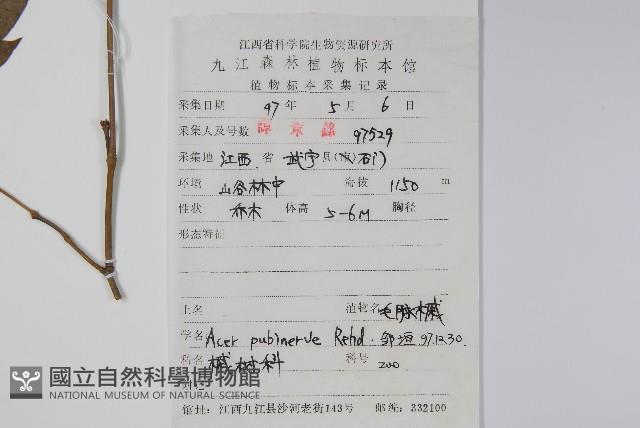 江西省科学院生物资源研究所
九江森林植物标本馆
植物标本采集记录
采集日期 97 年 5 月 6 日
采集人及号数 97529
采集地 江西 省 武宁 县(市) 石门
环境 山谷林中 海拔 1150 m
性状 乔木 体高 5-6M 胸径
形态特征
土名 植物名 毛脉槭
学名 Acer pubinerve Rehd. 邹垣 97.12.30.
科名 槭树科 科号 200
附记
國立自然科學博物館
NATIONAL MUSEUM OF NATURAL SCIENCE
馆址:江西九江县沙河老街143号 邮编:332100